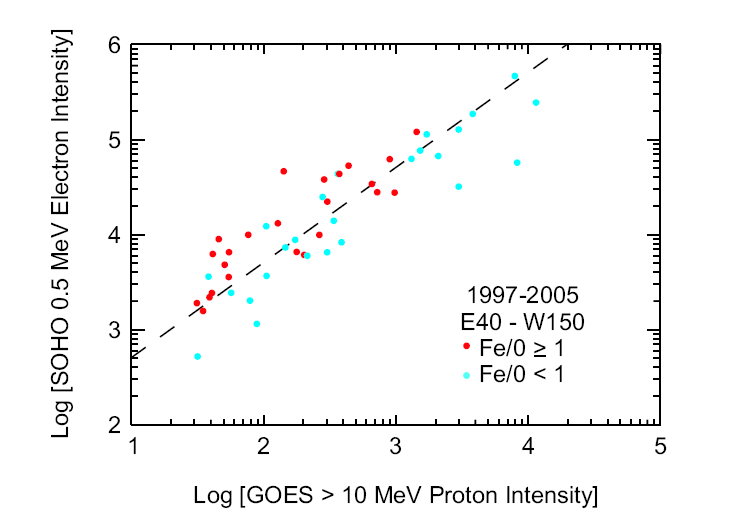 Log [SOHO 0.5 MeV Electron Intensity]
6
5
4
3
2
1997-2005
E40 - W150
Fe/0 ≥ 1
Fe/0 < 1
1 2 3 4 5
Log [GOES > 10 MeV Proton Intensity]